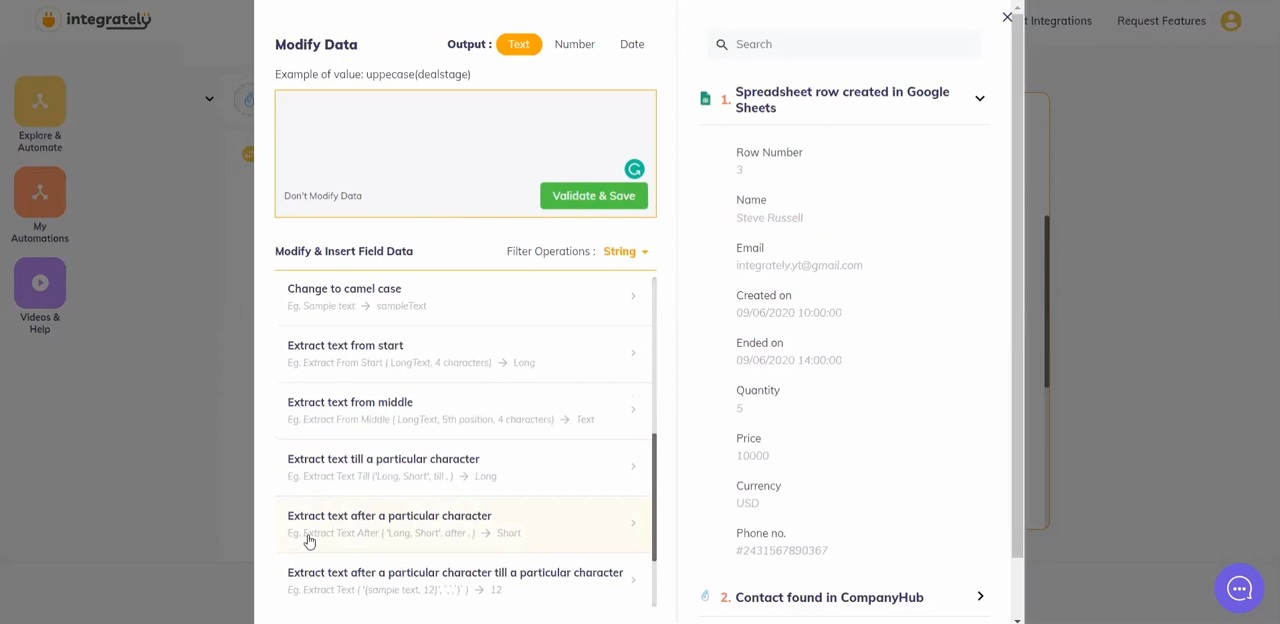 integrately
t Integrations
Request Features
Explore &
Automate
My
Automations
Videos &
Help
Modify Data
Output :
Text
Number
Date
Example of value: uppercase(dealstage)
Don't Modify Data
Validate & Save
Modify & Insert Field Data
Filter Operations :
String
Change to camel case
Eg. Sample text → sampleText
Extract text from start
Eg. Extract From Start ( LongText, 4 characters) → Long
Extract text from middle
Eg. Extract From Middle ( LongText, 5th position, 4 characters) → Text
Extract text till a particular character
Eg. Extract Text Till ('Long, Short', till , ) → Long
Extract text after a particular character
Eg. Extract Text After ( 'Long, Short', after , ) → Short
Extract text after a particular character till a particular character
Eg. Extract Text ( '{sample text, 12}', ',','}' ) → 12
Search
1. Spreadsheet row created in Google
Sheets
Row Number
3
Name
Steve Russell
Email
integrately.yt@gmail.com
Created on
09/06/2020 10:00:00
Ended on
09/06/2020 14:00:00
Quantity
5
Price
10000
Currency
USD
Phone no.
#2431567890367
2. Contact found in CompanyHub